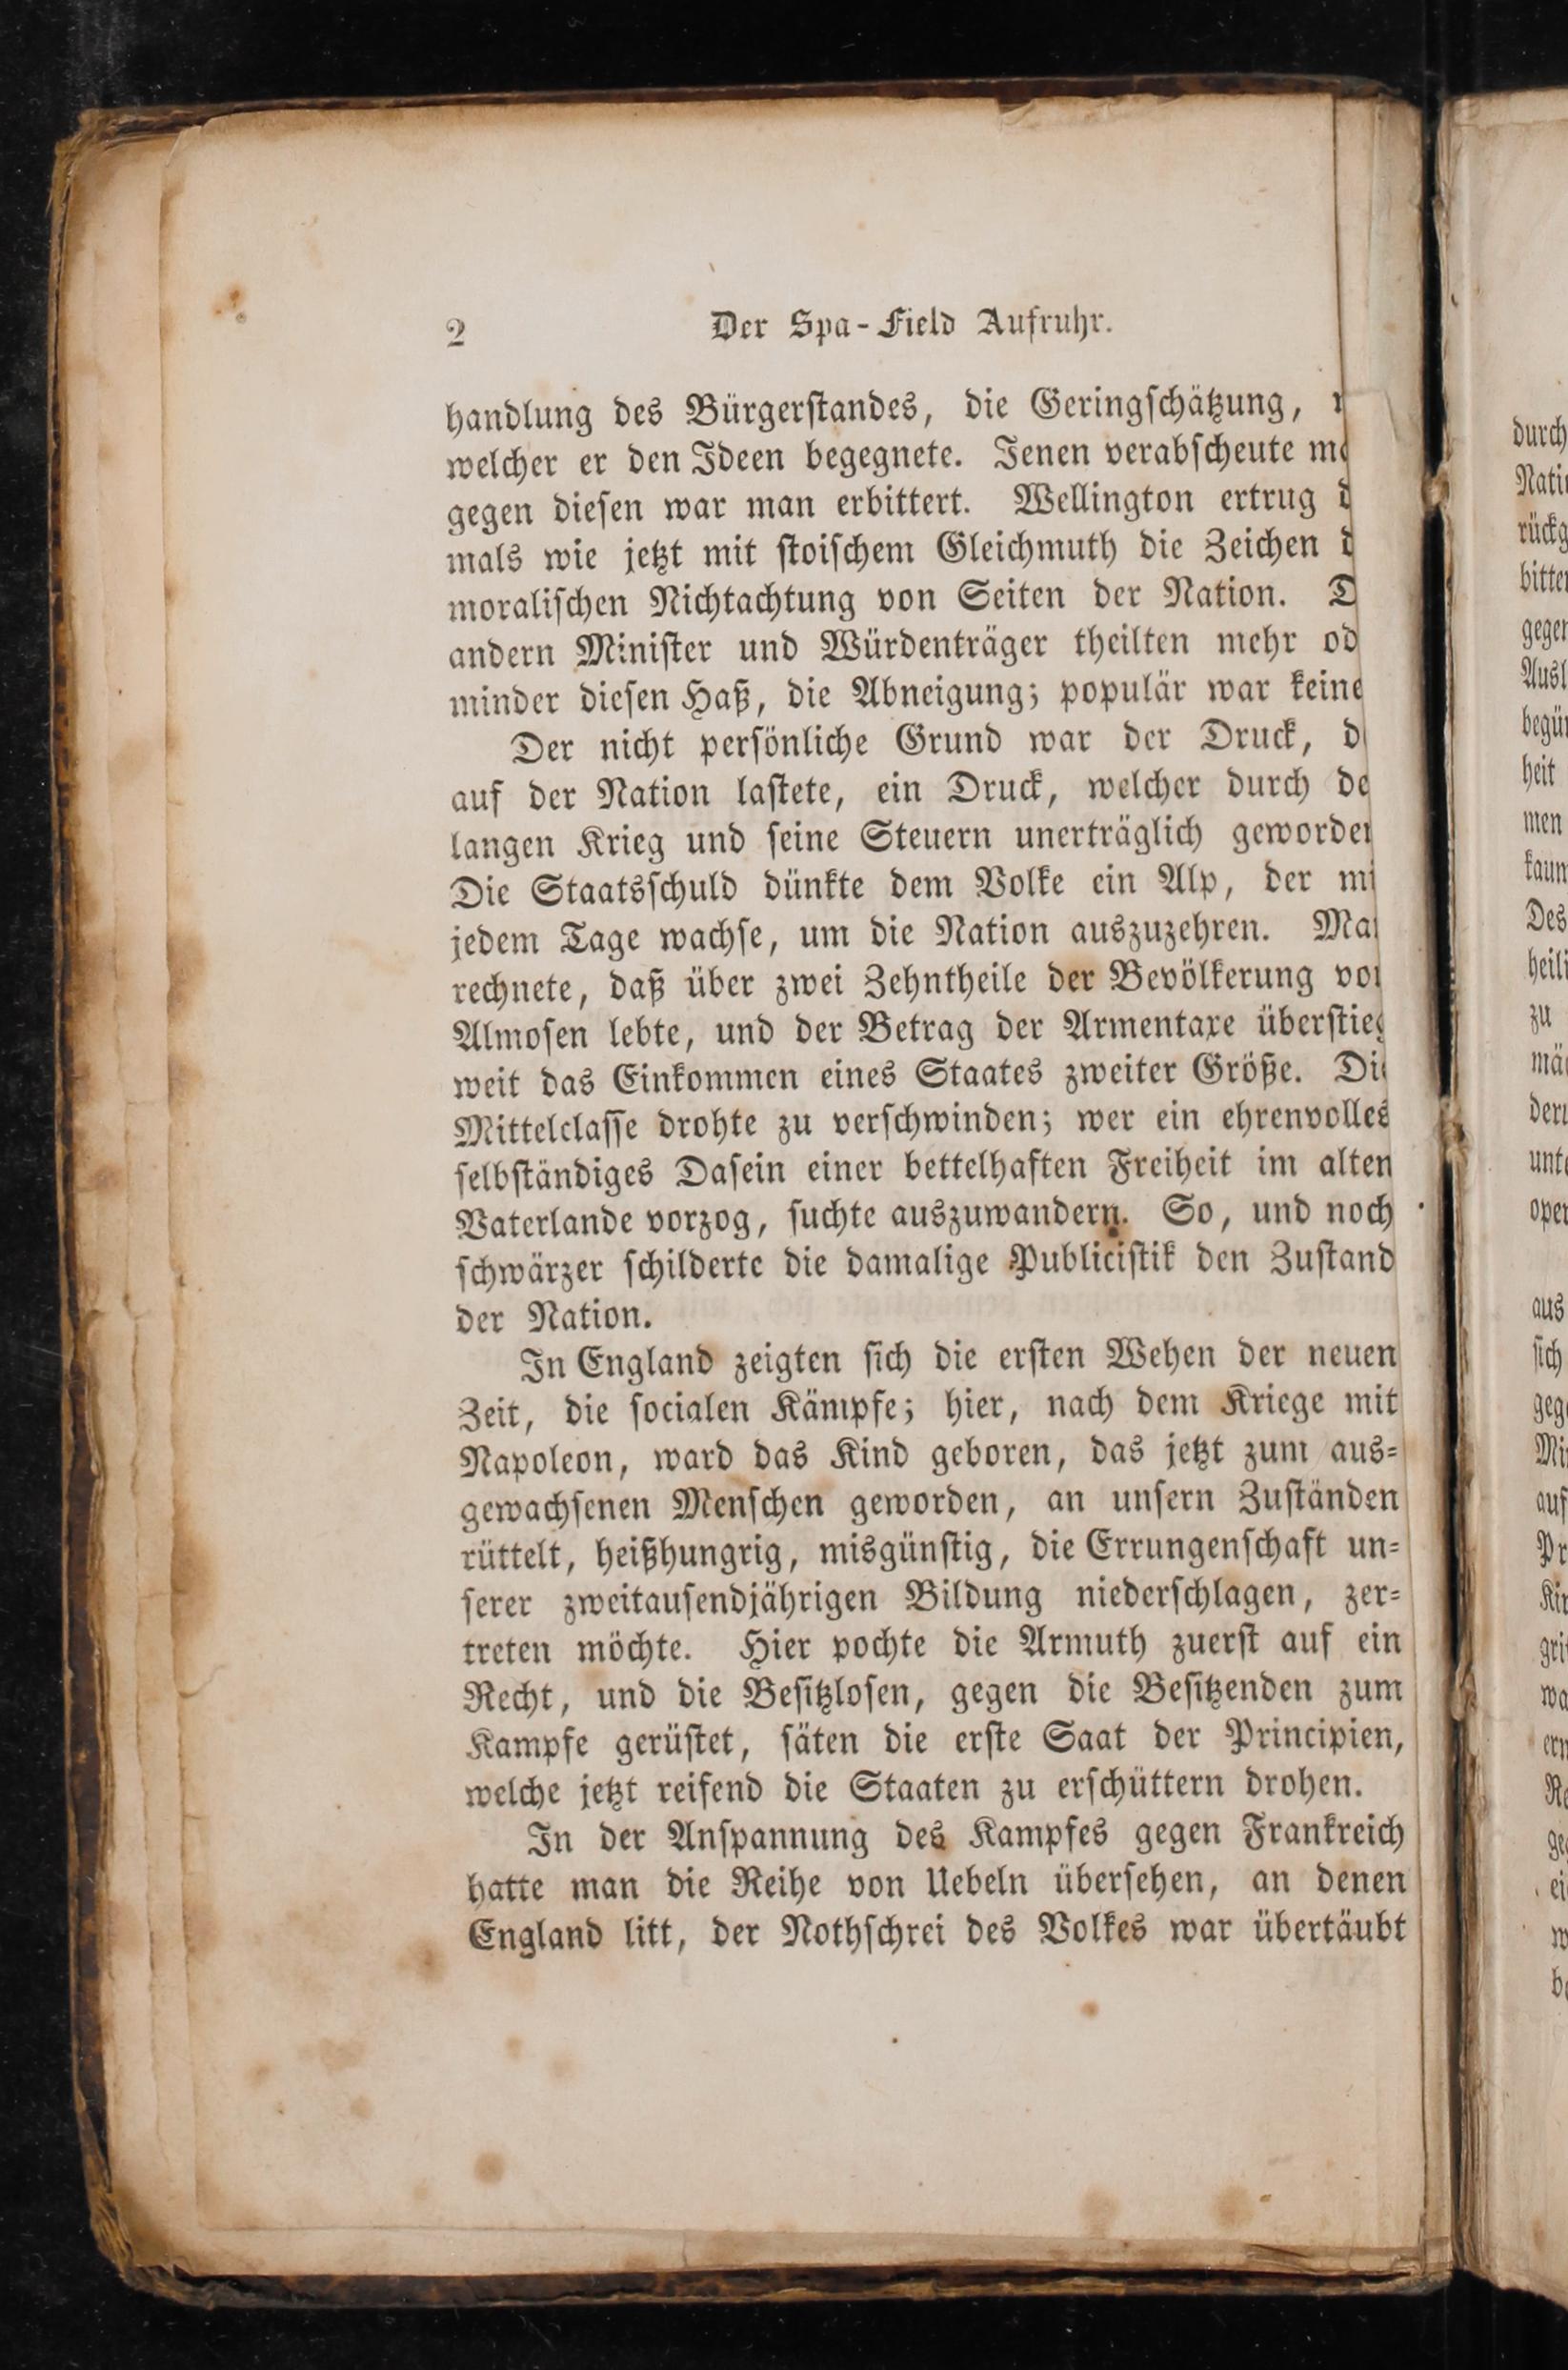 2
Der Spa-Field Aufruhr.
handlung des Bürgerſtandes, die Geringſchätzung,
welcher er den Ideen begegnete. Jenen verabſcheute
gegen dieſen war man erbittert. Wellington ertrug
mals wie jetzt mit ſtoiſchem Gleichmuth die Zeichen
moraliſchen Nichtachtung von Seiten der Nation.
andern Miniſter und Würdenträger theilten mehr od
minder dieſen Haß, die Abneigung; populär war keine
Der nicht perſönliche Grund war der Druck, d
auf der Nation laſtete, ein Druck, welcher durch de
langen Krieg und ſeine Steuern unerträglich geworden
Die Staatsſchuld dünkte dem Volke ein Alp, der mi
jedem Tage wachſe, um die Nation auszuzehren. Ma
rechnete, daß über zwei Zehntheile der Bevölkerung von
Almoſen lebte, und der Betrag der Armentaxe überſtieg
weit das Einkommen eines Staates zweiter Größe. Die
Mittelclaſſe drohte zu verſchwinden; wer ein ehrenvolles
ſelbſtändiges Daſein einer bettelhaften Freiheit im alten
Vaterlande vorzog, ſuchte auszuwandern. So, und noch
ſchwärzer ſchilderte die damalige Publiciſtik den Zuſtand
der Nation.
In England zeigten ſich die erſten Wehen der neuen
Zeit, die ſocialen Kämpfe; hier, nach dem Kriege mit
Napoleon, ward das Kind geboren, das jetzt zum aus-
gewachſenen Menſchen geworden, an unſern Zuſtänden
rüttelt, heißhungrig, misgünſtig, die Errungenſchaft un-
ſerer zweitauſendjährigen Bildung niederſchlagen, zer-
treten möchte. Hier pochte die Armuth zuerſt auf ein
Recht, und die Beſitzloſen, gegen die Beſitzenden zum
Kampfe gerüſtet, ſäten die erſte Saat der Principien,
welche jetzt reifend die Staaten zu erſchüttern drohen.
In der Anſpannung des Kampfes gegen Frankreich
hatte man die Reihe von Uebeln überſehen, an denen
England litt, der Nothſchrei des Volkes war übertäubt